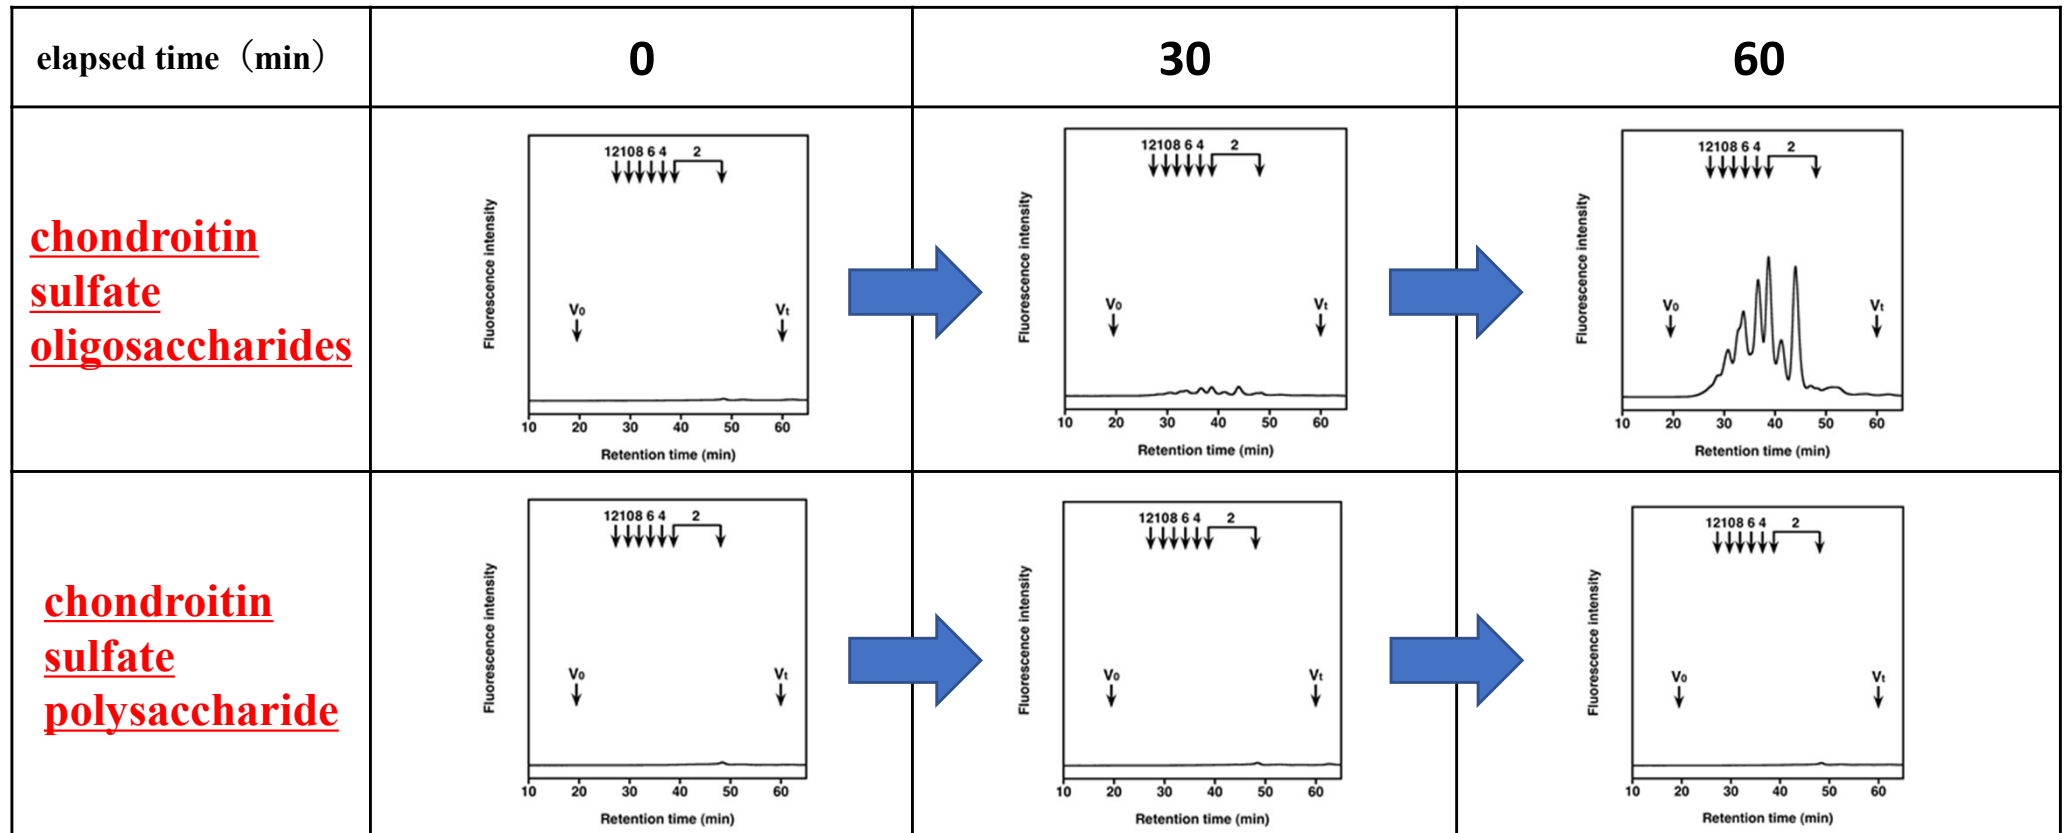 elapsed time（min）
0
30
60
chondroitin
sulfate
oligosaccharides
12108 6 4 2
Fluorescence intensity
V0
Vt
10 20 30 40 50 60
Retention time (min)
12108 6 4 2
Fluorescence intensity
V0
Vt
10 20 30 40 50 60
Retention time (min)
12108 6 4 2
Fluorescence intensity
V0
Vt
10 20 30 40 50 60
Retention time (min)
chondroitin
sulfate
polysaccharide
12108 6 4 2
Fluorescence intensity
V0
Vt
10 20 30 40 50 60
Retention time (min)
12108 6 4 2
Fluorescence intensity
V0
Vt
10 20 30 40 50 60
Retention time (min)
12108 6 4 2
Fluorescence intensity
V0
Vt
10 20 30 40 50 60
Retention time (min)